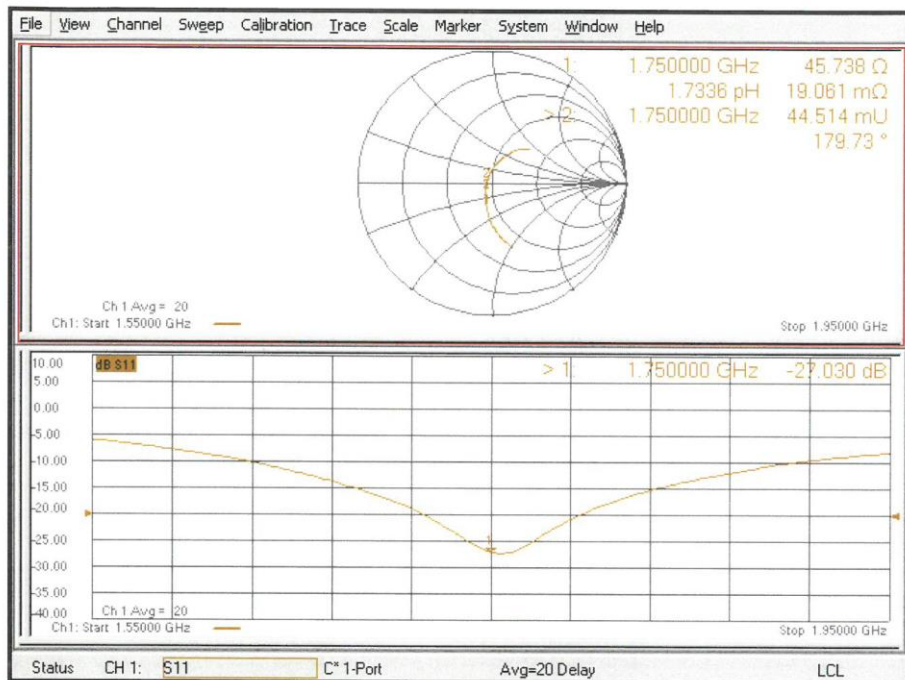 File View Channel Sweep Calibration Trace Scale Marker System Window Help
1: 1.750000 GHz 45.738 Ω
1.7336 pH 19.061 mΩ
> 2: 1.750000 GHz 44.514 mU
179.73 °
Ch 1 Avg = 20
Ch1: Start 1.55000 GHz
Stop 1.95000 GHz
10.00
dB S11
> 1: 1.750000 GHz -27.030 dB
5.00
0.00
-5.00
-10.00
-15.00
-20.00
-25.00
1
-30.00
-35.00
-40.00
Ch 1 Avg = 20
Ch1: Start 1.55000 GHz
Stop 1.95000 GHz
Status CH 1: S11 C* 1-Port Avg=20 Delay LCL